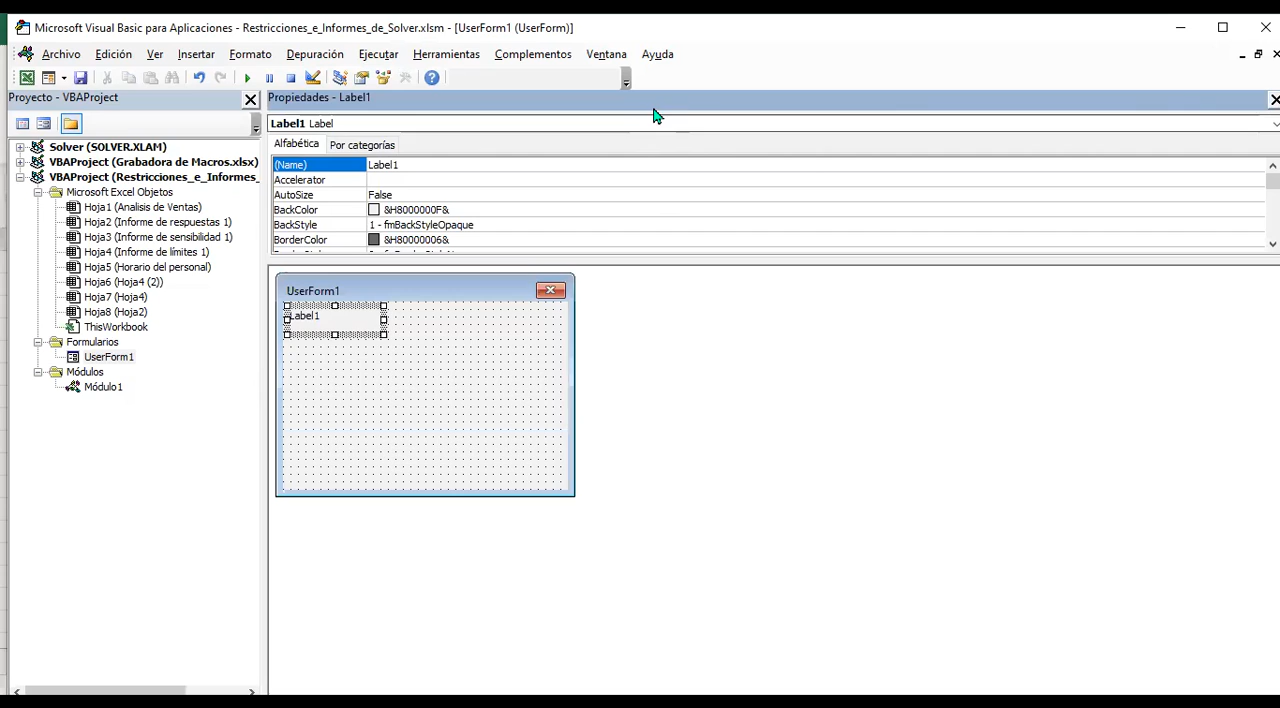 Microsoft Visual Basic para Aplicaciones - Restricciones_e_Informes_de_Solver.xlsm - [UserForm1 (UserForm)]
Archivo Edición Ver Insertar Formato Depuración Ejecutar Herramientas Complementos Ventana Ayuda
Proyecto - VBAProject
Solver (SOLVER.XLAM)
VBAProject (Grabadora de Macros.xlsx)
VBAProject (Restricciones_e_Informes_
Microsoft Excel Objetos
Hoja1 (Analisis de Ventas)
Hoja2 (Informe de respuestas 1)
Hoja3 (Informe de sensibilidad 1)
Hoja4 (Informe de límites 1)
Hoja5 (Horario del personal)
Hoja6 (Hoja4 (2))
Hoja7 (Hoja4)
Hoja8 (Hoja2)
ThisWorkbook
Formularios
UserForm1
Módulos
Módulo1
Propiedades - Label1
Label1 Label
Alfabética Por categorías
(Name) Label1
Accelerator
AutoSize False
BackColor &H8000000F&
BackStyle 1 - fmBackStyleOpaque
BorderColor &H80000006&
UserForm1
Label1